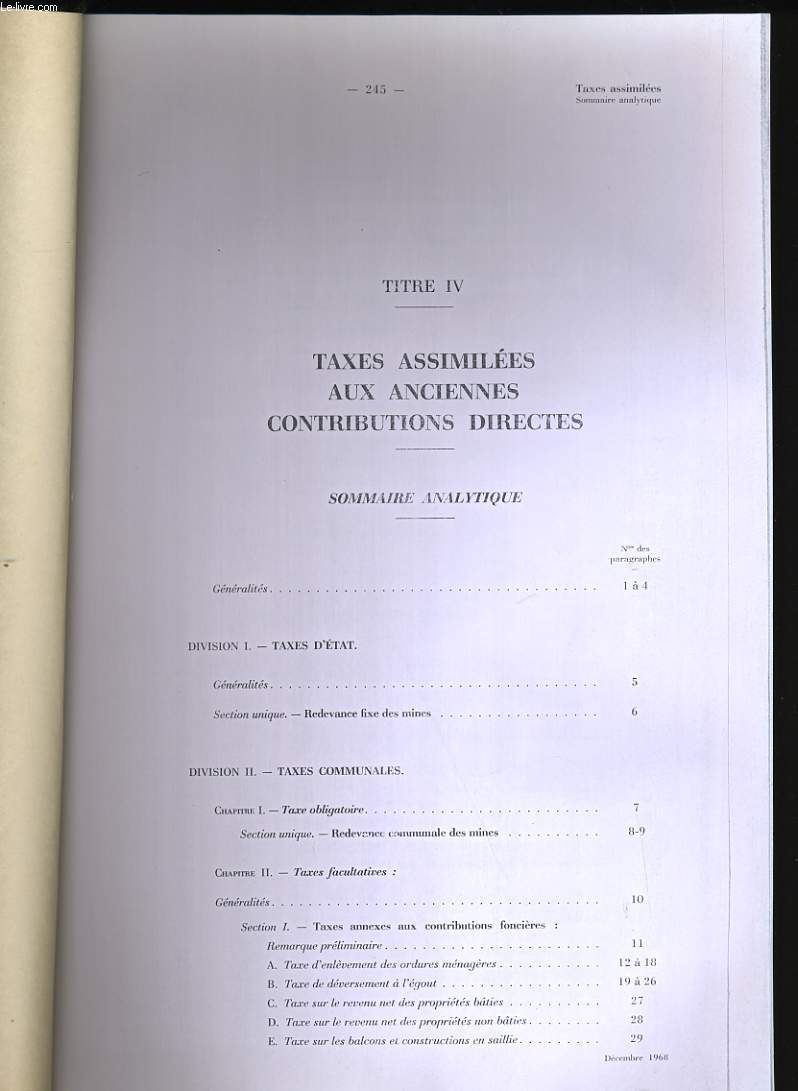 Le-livre.com
— 245 —
Taxes assimilées
Sommaire analytique
TITRE IV
TAXES ASSIMILÉES
AUX ANCIENNES
CONTRIBUTIONS DIRECTES
SOMMAIRE ANALYTIQUE
Nos des
paragraphes
Généralités. . . . . . . . . . . . . . . . . . . . . . . . . . . . . . . . . . . 1 à 4
DIVISION I. — TAXES D'ÉTAT.
Généralités. . . . . . . . . . . . . . . . . . . . . . . . . . . . . . . . . . . 5
Section unique. — Redevance fixe des mines . . . . . . . . . . . . . . . . . 6
DIVISION II. — TAXES COMMUNALES.
CHAPITRE I. — Taxe obligatoire. . . . . . . . . . . . . . . . . . . . . . . . . 7
Section unique. — Redevance communale des mines . . . . . . . . . . 8-9
CHAPITRE II. — Taxes facultatives :
Généralités. . . . . . . . . . . . . . . . . . . . . . . . . . . . . . . . . . . 10
Section I. — Taxes annexes aux contributions foncières :
Remarque préliminaire. . . . . . . . . . . . . . . . . . . . . . . 11
A. Taxe d'enlèvement des ordures ménagères. . . . . . . . . . . 12 à 18
B. Taxe de déversement à l'égout . . . . . . . . . . . . . . . . . 19 à 26
C. Taxe sur le revenu net des propriétés bâties . . . . . . . . . . 27
D. Taxe sur le revenu net des propriétés non bâties. . . . . . . . 28
E. Taxe sur les balcons et constructions en saillie. . . . . . . . . 29
Décembre 1968